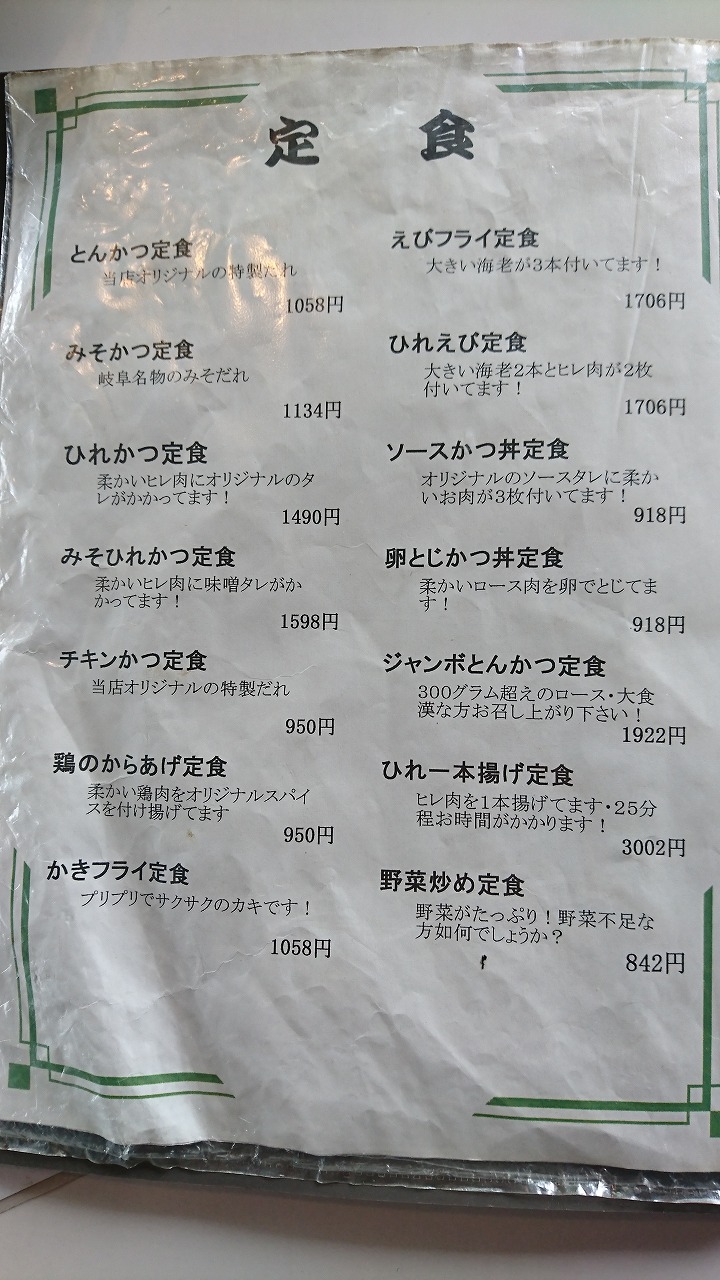 定食
とんかつ定食
当店オリジナルの特製だれ
1058円
みそかつ定食
岐阜名物のみそだれ
1134円
ひれかつ定食
柔かいヒレ肉にオリジナルのタ
レがかかってます！
1490円
みそひれかつ定食
柔かいヒレ肉に味噌タレがか
かってます！
1598円
チキンかつ定食
当店オリジナルの特製だれ
950円
鶏のからあげ定食
柔かい鶏肉をオリジナルスパイ
スを付け揚げてます
950円
かきフライ定食
プリプリでサクサクのカキです！
1058円
えびフライ定食
大きい海老が３本付いてます！
1706円
ひれえび定食
大きい海老２本とヒレ肉が２枚
付いてます！
1706円
ソースかつ丼定食
オリジナルのソースタレに柔か
いお肉が３枚付いてます！
918円
卵とじかつ丼定食
柔かいロース肉を卵でとじてま
す！
918円
ジャンボとんかつ定食
３００グラム超えのロース・大食
漢な方お召し上がり下さい！
1922円
ひれ一本揚げ定食
ヒレ肉を１本揚げてます・２５分
程お時間がかかります！
3002円
野菜炒め定食
野菜がたっぷり！野菜不足な
方如何でしょうか？
842円